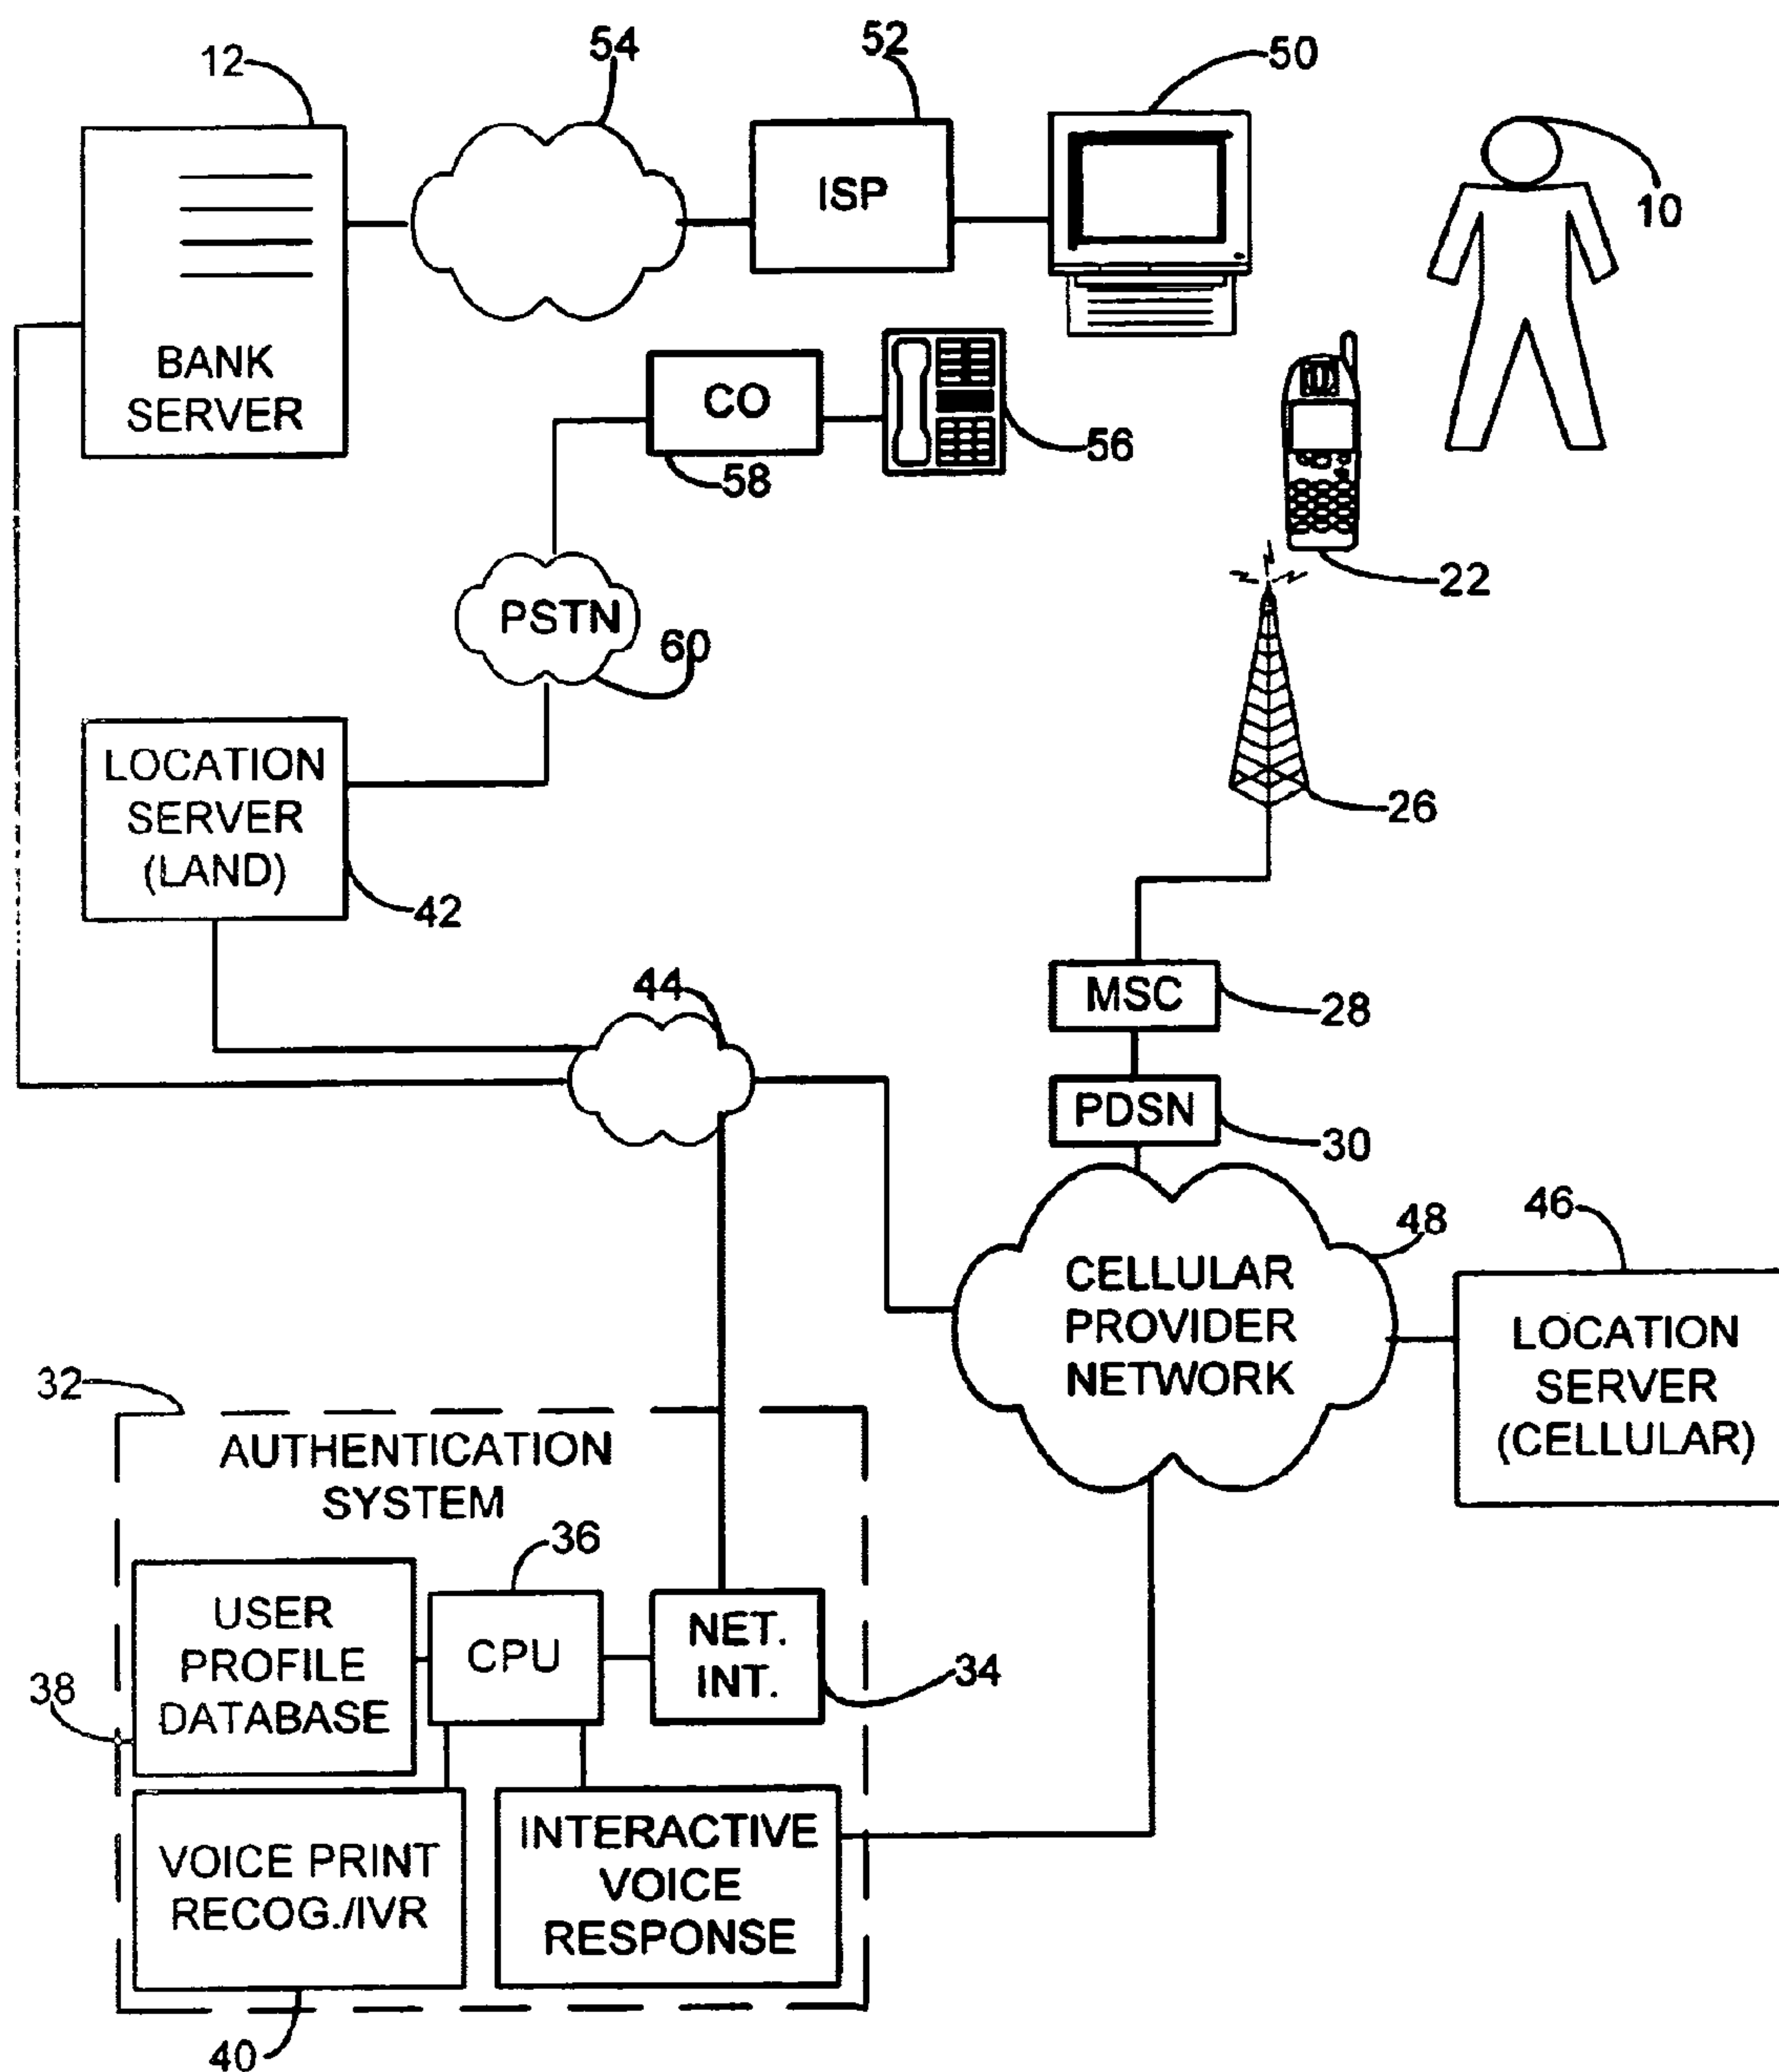 12
54
52
50
ISP
10
BANK
SERVER
CO
56
58
22
PSTN
60
LOCATION
SERVER
(LAND)
26
42
44
MSC
28
PDSN
30
46
48
CELLULAR
PROVIDER
NETWORK
LOCATION
SERVER
(CELLULAR)
32
AUTHENTICATION
SYSTEM
36
USER
PROFILE
DATABASE
CPU
NET.
INT.
34
38
VOICE PRINT
RECOG./IVR
INTERACTIVE
VOICE
RESPONSE
40